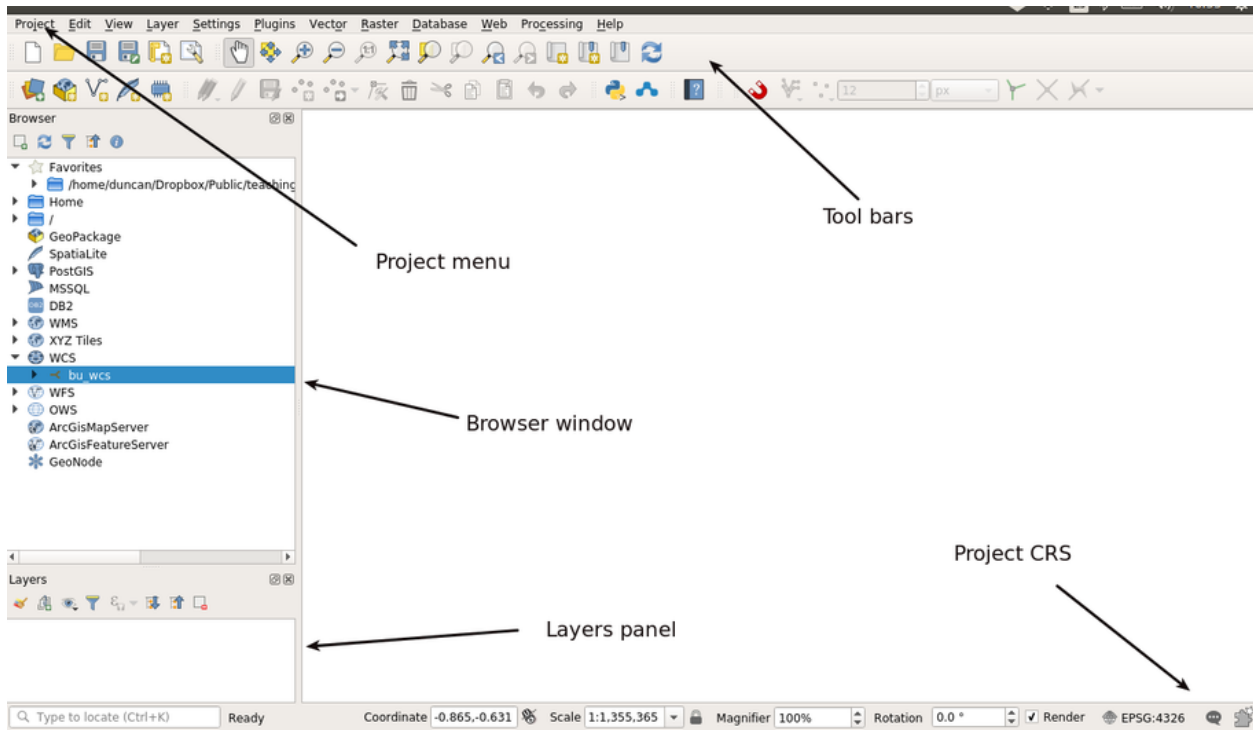 Project Edit View Layer Settings Plugins Vector Raster Database Web Processing Help
1:1
12 px
Browser
Favorites
/home/duncan/Dropbox/Public/teaching
Home
/
GeoPackage
SpatiaLite
PostGIS
MSSQL
DB2
WMS
XYZ Tiles
WCS
bu_wcs
WFS
OWS
ArcGisMapServer
ArcGisFeatureServer
GeoNode
Tool bars
Project menu
Browser window
Project CRS
Layers
Layers panel
Type to locate (Ctrl+K) Ready Coordinate -0.865,-0.631 Scale 1:1,355,365 Magnifier 100% Rotation 0.0 ° Render EPSG:4326